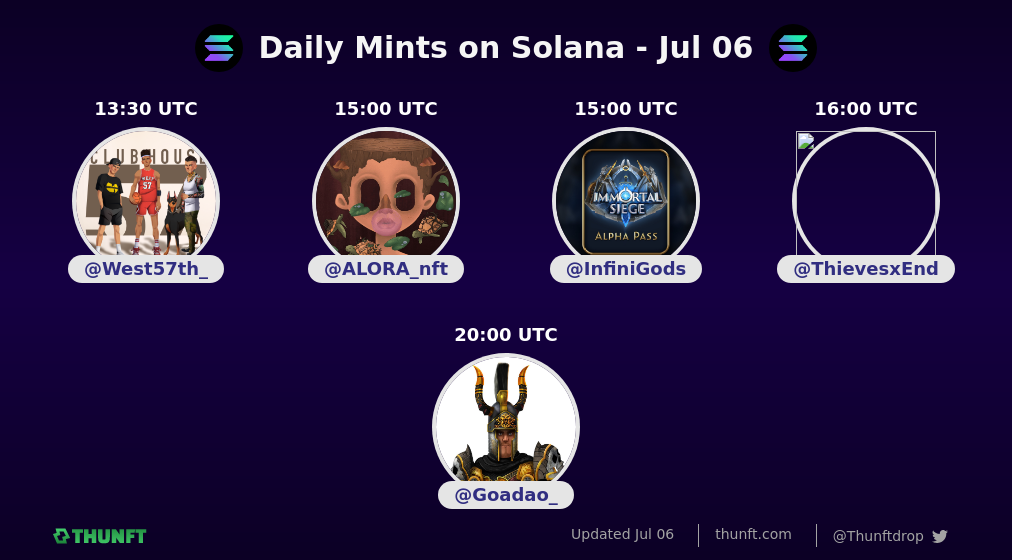 Daily Mints on Solana - Jul 06
13:30 UTC
15:00 UTC
15:00 UTC
16:00 UTC
CLUBHOUSE
57
IMMORTAL
SIEGE
ALPHA PASS
@West57th_
@ALORA_nft
@InfiniGods
@ThievesxEnd
20:00 UTC
@Goadao_
THUNFT
Updated Jul 06
thunft.com
@Thunftdrop